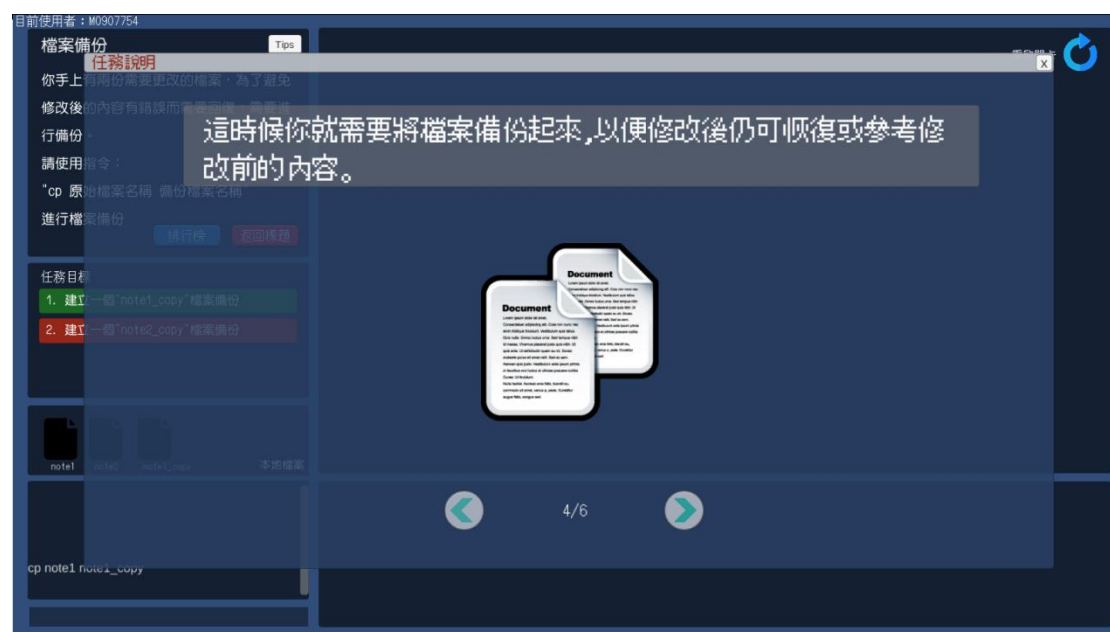 目前使用者：M0907754
檔案備份
Tips
任務說明
x
你手上有兩份需要更改的檔案，為了避免
修改後的內容有錯誤而需要回復，需要進
行備份。
請使用指令：
"cp 原始檔案名稱 備份檔案名稱
進行檔案備份
排行榜
返回標題
這時候你就需要將檔案備份起來,以便修改後仍可恢復或參考修
改前的內容。
任務目標
1. 建立一個"note1_copy"檔案備份
2. 建立一個"note2_copy"檔案備份
Document
Document
note1
note2
note1_copy
本地檔案
4/6
cp note1 note1_copy